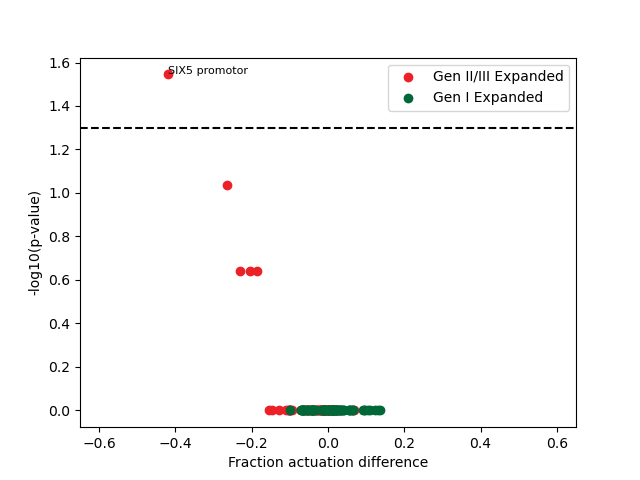 1.6
1.4
1.2
1.0
0.8
0.6
0.4
0.2
0.0
-log10(p-value)
SIX5 promotor
Gen II/III Expanded
Gen I Expanded
−0.6 −0.4 −0.2 0.0 0.2 0.4 0.6
Fraction actuation difference